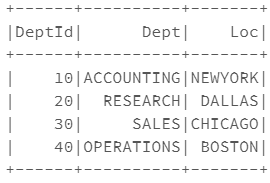 +------+----------+-------+
|DeptId|      Dept|    Loc|
+------+----------+-------+
|    10|ACCOUNTING|NEWYORK|
|    20|  RESEARCH| DALLAS|
|    30|     SALES|CHICAGO|
|    40|OPERATIONS| BOSTON|
+------+----------+-------+